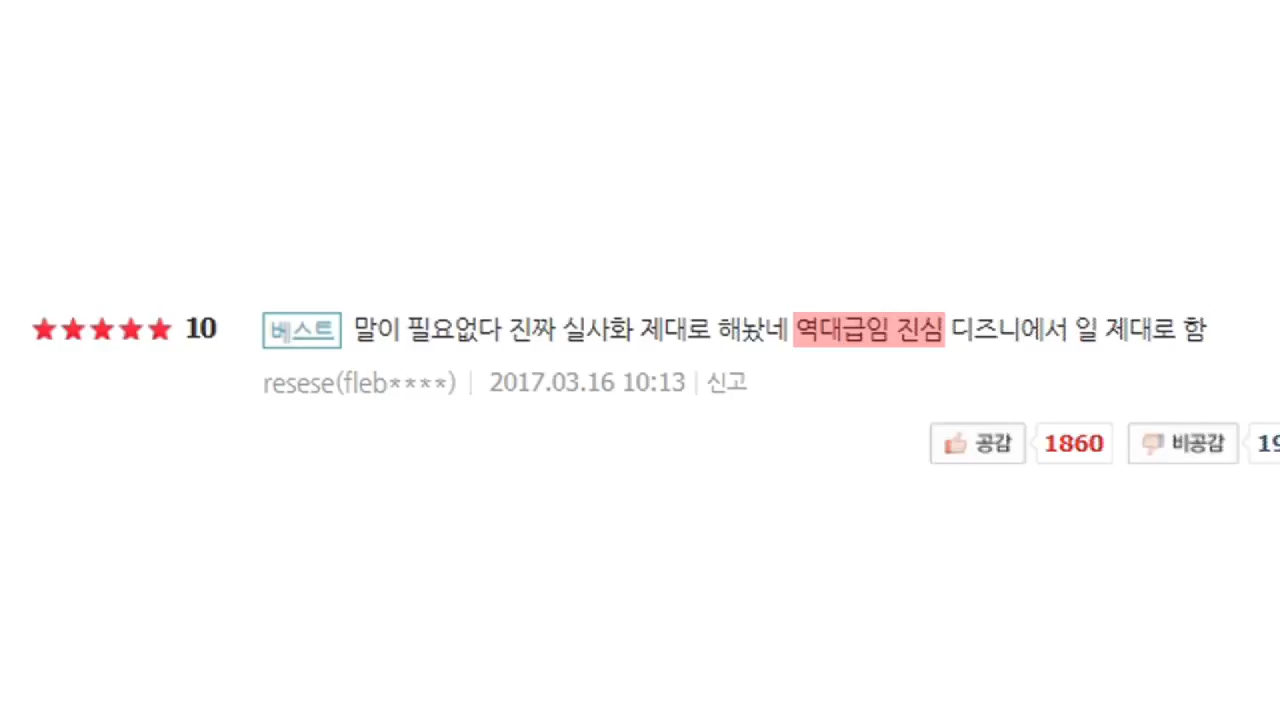 ★★★★★ 10 베스트 말이 필요없다 진짜 실사화 제대로 해놨네 역대급임 진심 디즈니에서 일 제대로 함
resese(fleb****) | 2017.03.16 10:13 | 신고
공감 1860 비공감